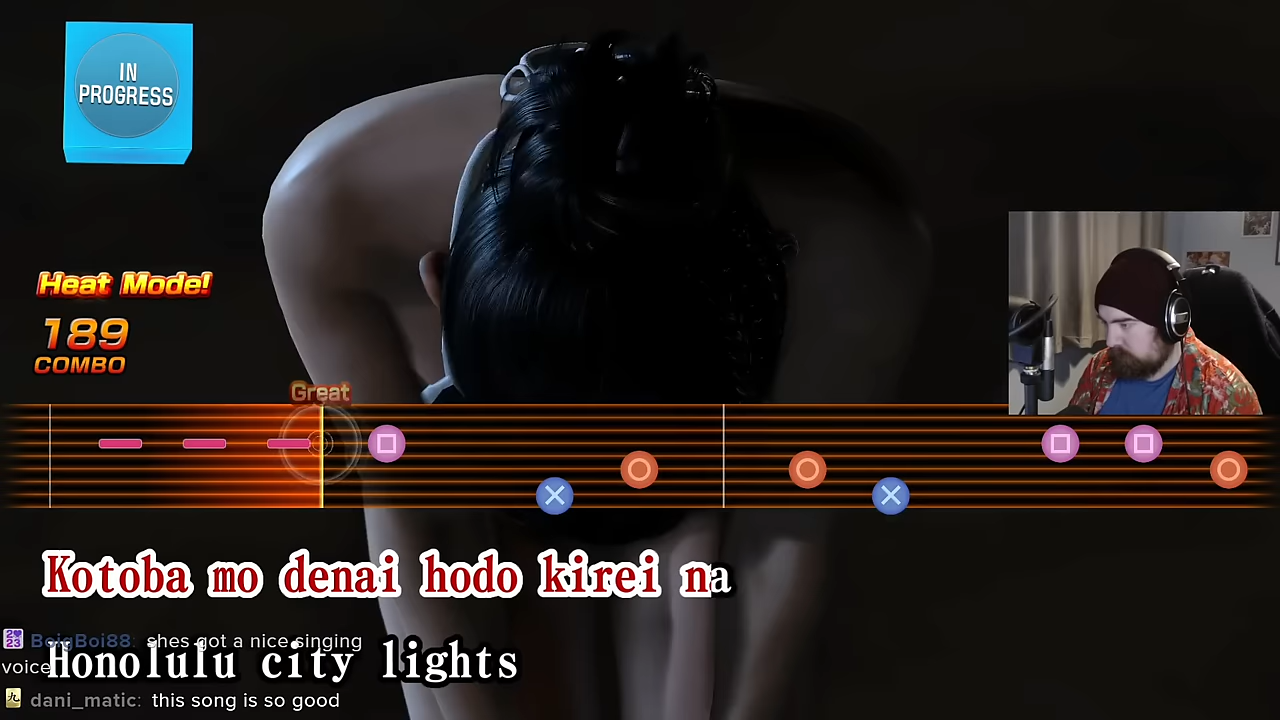 IN
PROGRESS
Heat Mode!
189
COMBO
Great
Kotoba mo denai hodo kirei na
BoigBoi88: shes got a nice singing
voice
Honolulu city lights
dani_matic: this song is so good